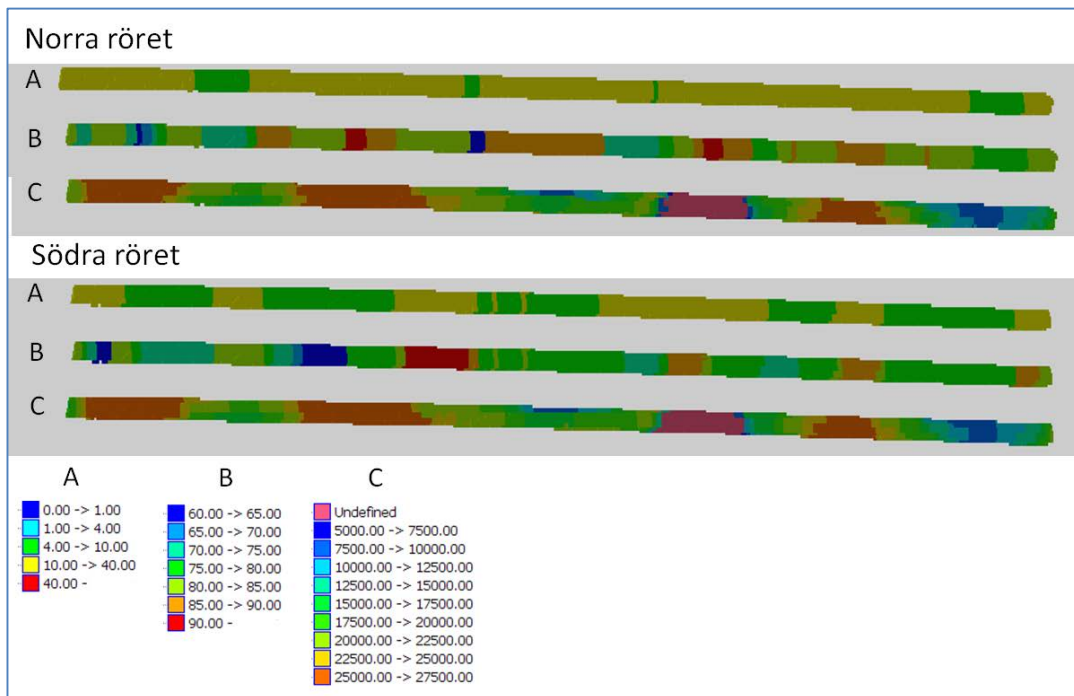 Norra röret
A
B
C
Södra röret
A
B
C
A
0.00 -> 1.00
1.00 -> 4.00
4.00 -> 10.00
10.00 -> 40.00
40.00 -
B
60.00 -> 65.00
65.00 -> 70.00
70.00 -> 75.00
75.00 -> 80.00
80.00 -> 85.00
85.00 -> 90.00
90.00 -
C
Undefined
5000.00 -> 7500.00
7500.00 -> 10000.00
10000.00 -> 12500.00
12500.00 -> 15000.00
15000.00 -> 17500.00
17500.00 -> 20000.00
20000.00 -> 22500.00
22500.00 -> 25000.00
25000.00 -> 27500.00